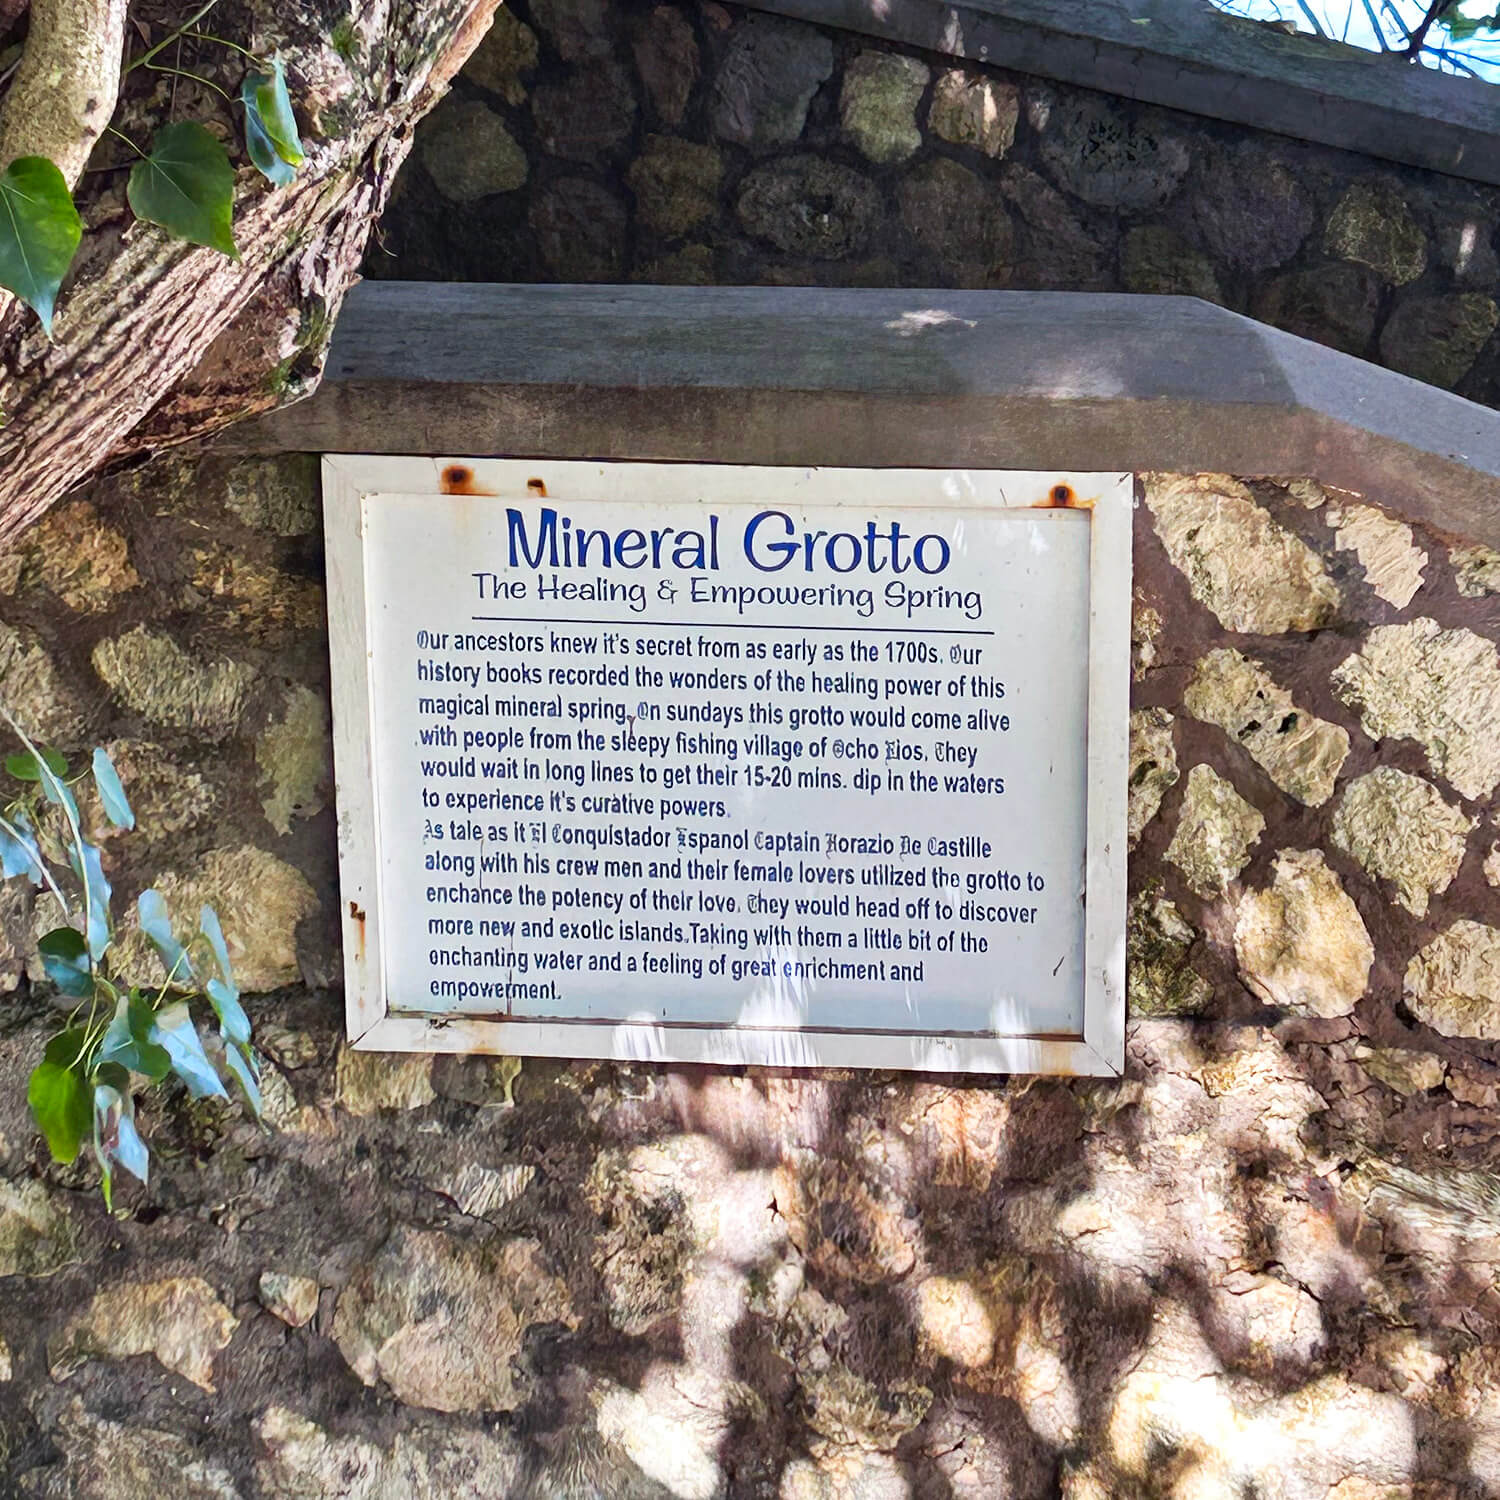 Mineral Grotto
The Healing & Empowering Spring
Our ancestors knew it's secret from as early as the 1700s. Our
history books recorded the wonders of the healing power of this
magical mineral spring. On sundays this grotto would come alive
with people from the sleepy fishing village of Ocho Rios. They
would wait in long lines to get their 15-20 mins. dip in the waters
to experience it's curative powers.
As tale as it El Conquistador Espanol Captain Horazio De Castille
along with his crew men and their female lovers utilized the grotto to
enchance the potency of their love. They would head off to discover
more new and exotic islands.Taking with them a little bit of the
enchanting water and a feeling of great enrichment and
empowerment.